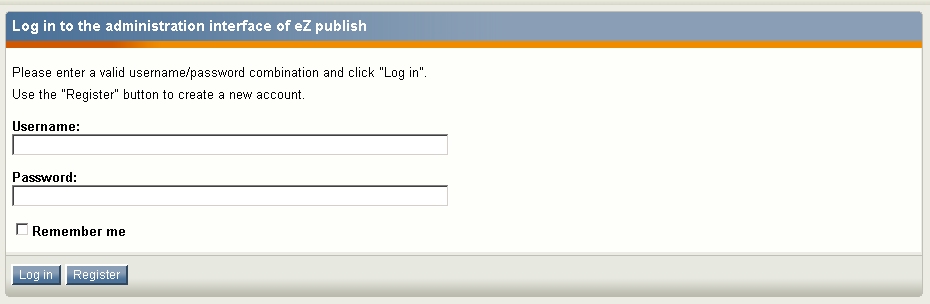 Log in to the administration interface of eZ publish
Please enter a valid username/password combination and click "Log in".
Use the "Register" button to create a new account.
Username:
Password:
Remember me
Log in Register